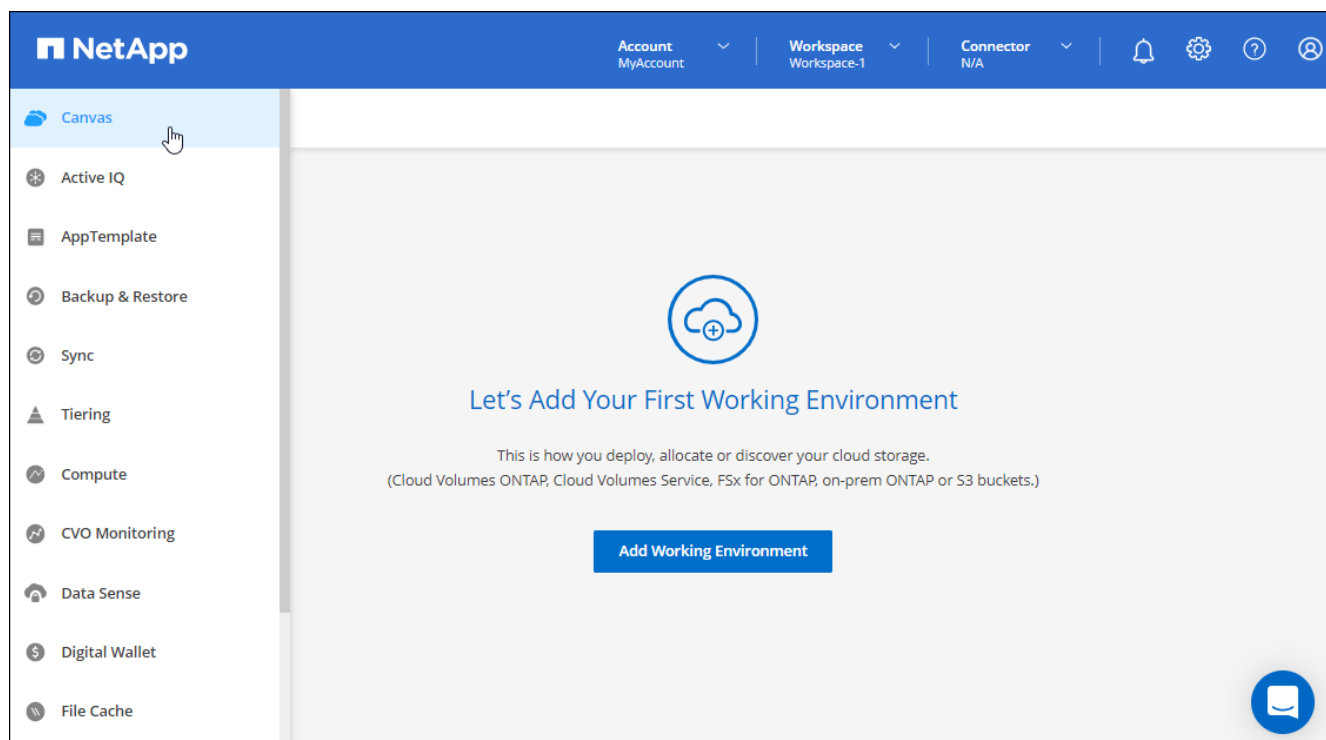 NetApp
Account
MyAccount
Workspace
Workspace-1
Connector
N/A
Canvas
Active IQ
AppTemplate
Backup & Restore
Sync
Tiering
Compute
CVO Monitoring
Data Sense
Digital Wallet
File Cache
Let's Add Your First Working Environment
This is how you deploy, allocate or discover your cloud storage.
(Cloud Volumes ONTAP, Cloud Volumes Service, FSx for ONTAP, on-prem ONTAP or S3 buckets.)
Add Working Environment